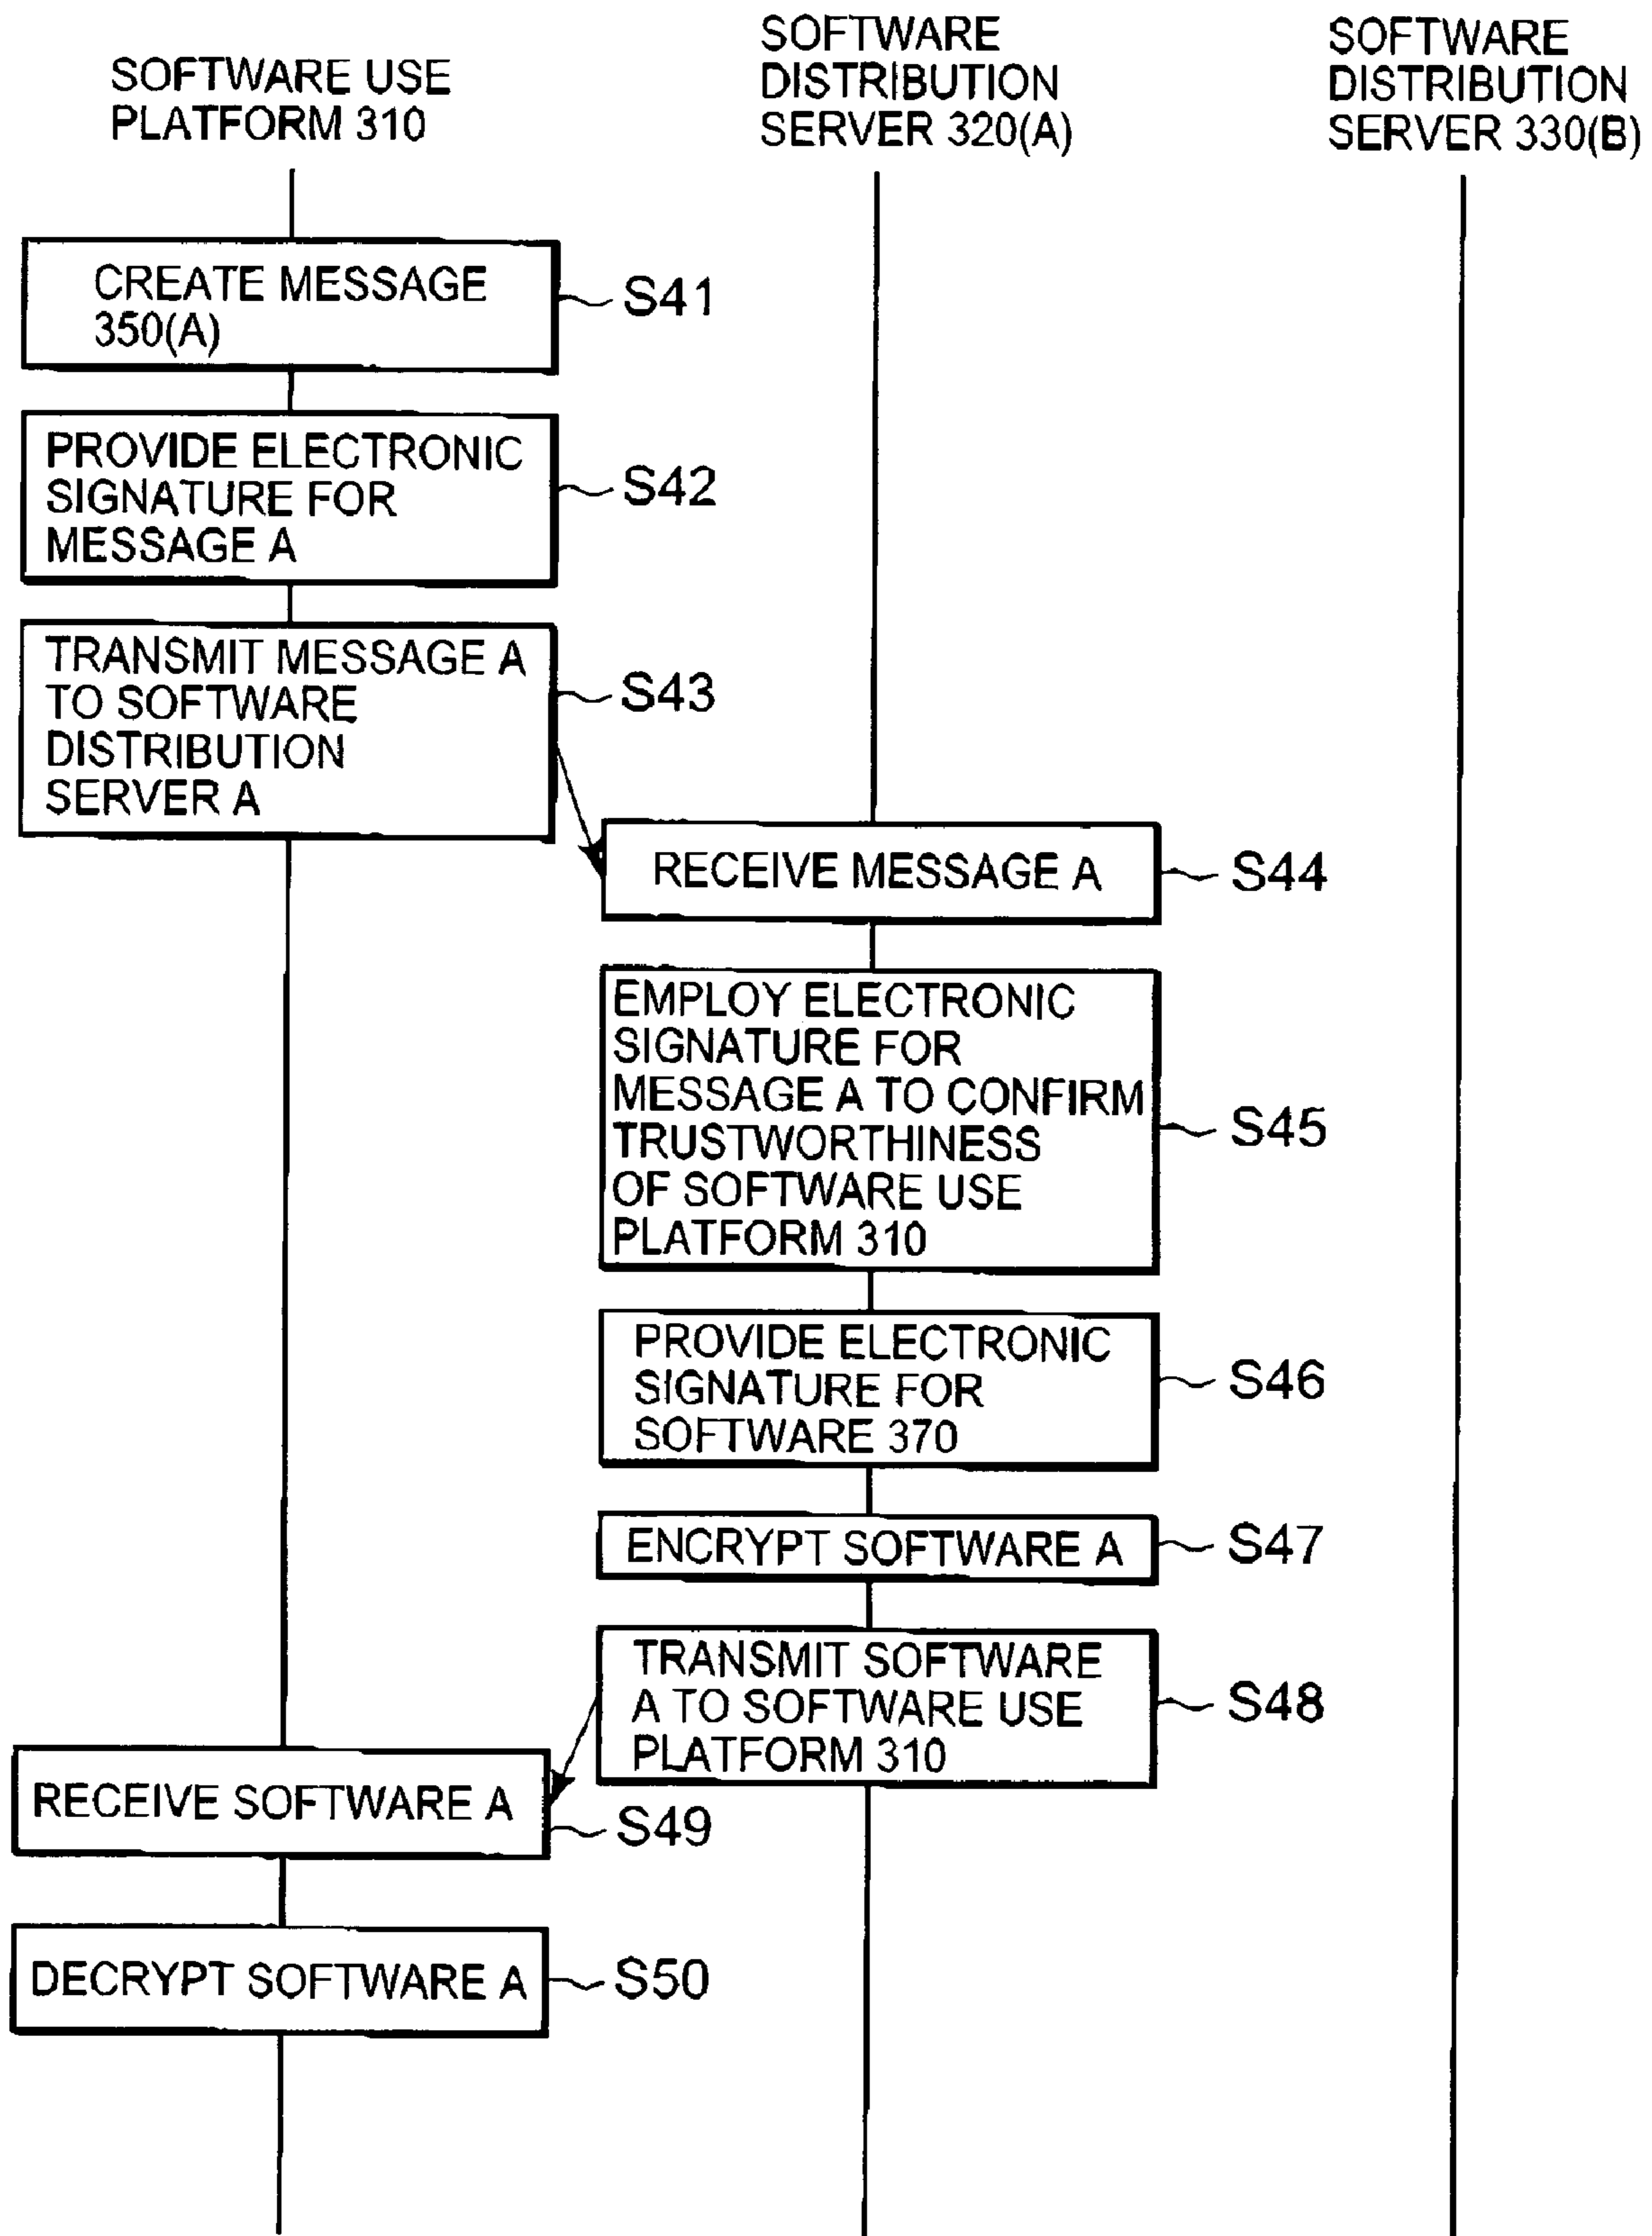 SOFTWARE USE
PLATFORM 310
SOFTWARE
DISTRIBUTION
SERVER 320(A)
SOFTWARE
DISTRIBUTION
SERVER 330(B)
CREATE MESSAGE
350(A)
S41
PROVIDE ELECTRONIC
SIGNATURE FOR
MESSAGE A
S42
TRANSMIT MESSAGE A
TO SOFTWARE
DISTRIBUTION
SERVER A
S43
RECEIVE MESSAGE A
S44
EMPLOY ELECTRONIC
SIGNATURE FOR
MESSAGE A TO CONFIRM
TRUSTWORTHINESS
OF SOFTWARE USE
PLATFORM 310
S45
PROVIDE ELECTRONIC
SIGNATURE FOR
SOFTWARE 370
S46
ENCRYPT SOFTWARE A
S47
TRANSMIT SOFTWARE
A TO SOFTWARE USE
PLATFORM 310
S48
RECEIVE SOFTWARE A
S49
DECRYPT SOFTWARE A
S50